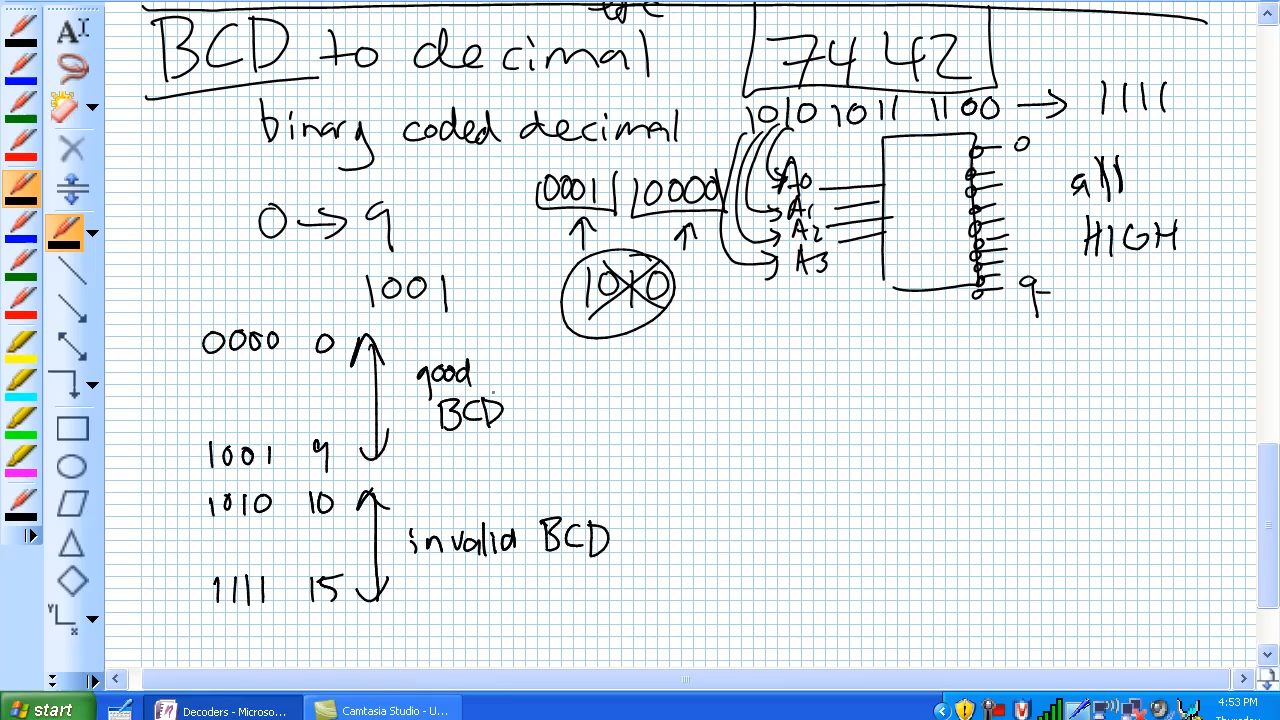 BCD to decimal 7442
1010 1011 1100 → 1111
binary coded decimal
0
A0
0 → 9 0001 0000 A1 all
A2 HIGH
A3
1001 1010 9
0000 0
good
BCD
1001 9
1010 10
invalid BCD
1111 15
start Decoders - Microso... Camtasia Studio - U... 4:53 PM
Thursday